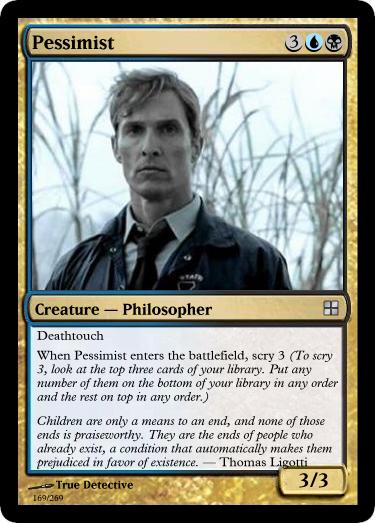 Pessimist 3
STATE
Creature — Philosopher
Deathtouch
When Pessimist enters the battlefield, scry 3 (To scry
3, look at the top three cards of your library. Put any
number of them on the bottom of your library in any order
and the rest on top in any order.)
Children are only a means to an end, and none of those
ends is praiseworthy. They are the ends of people who
already exist, a condition that automatically makes them
prejudiced in favor of existence. — Thomas Ligotti
3/3
True Detective
169/269